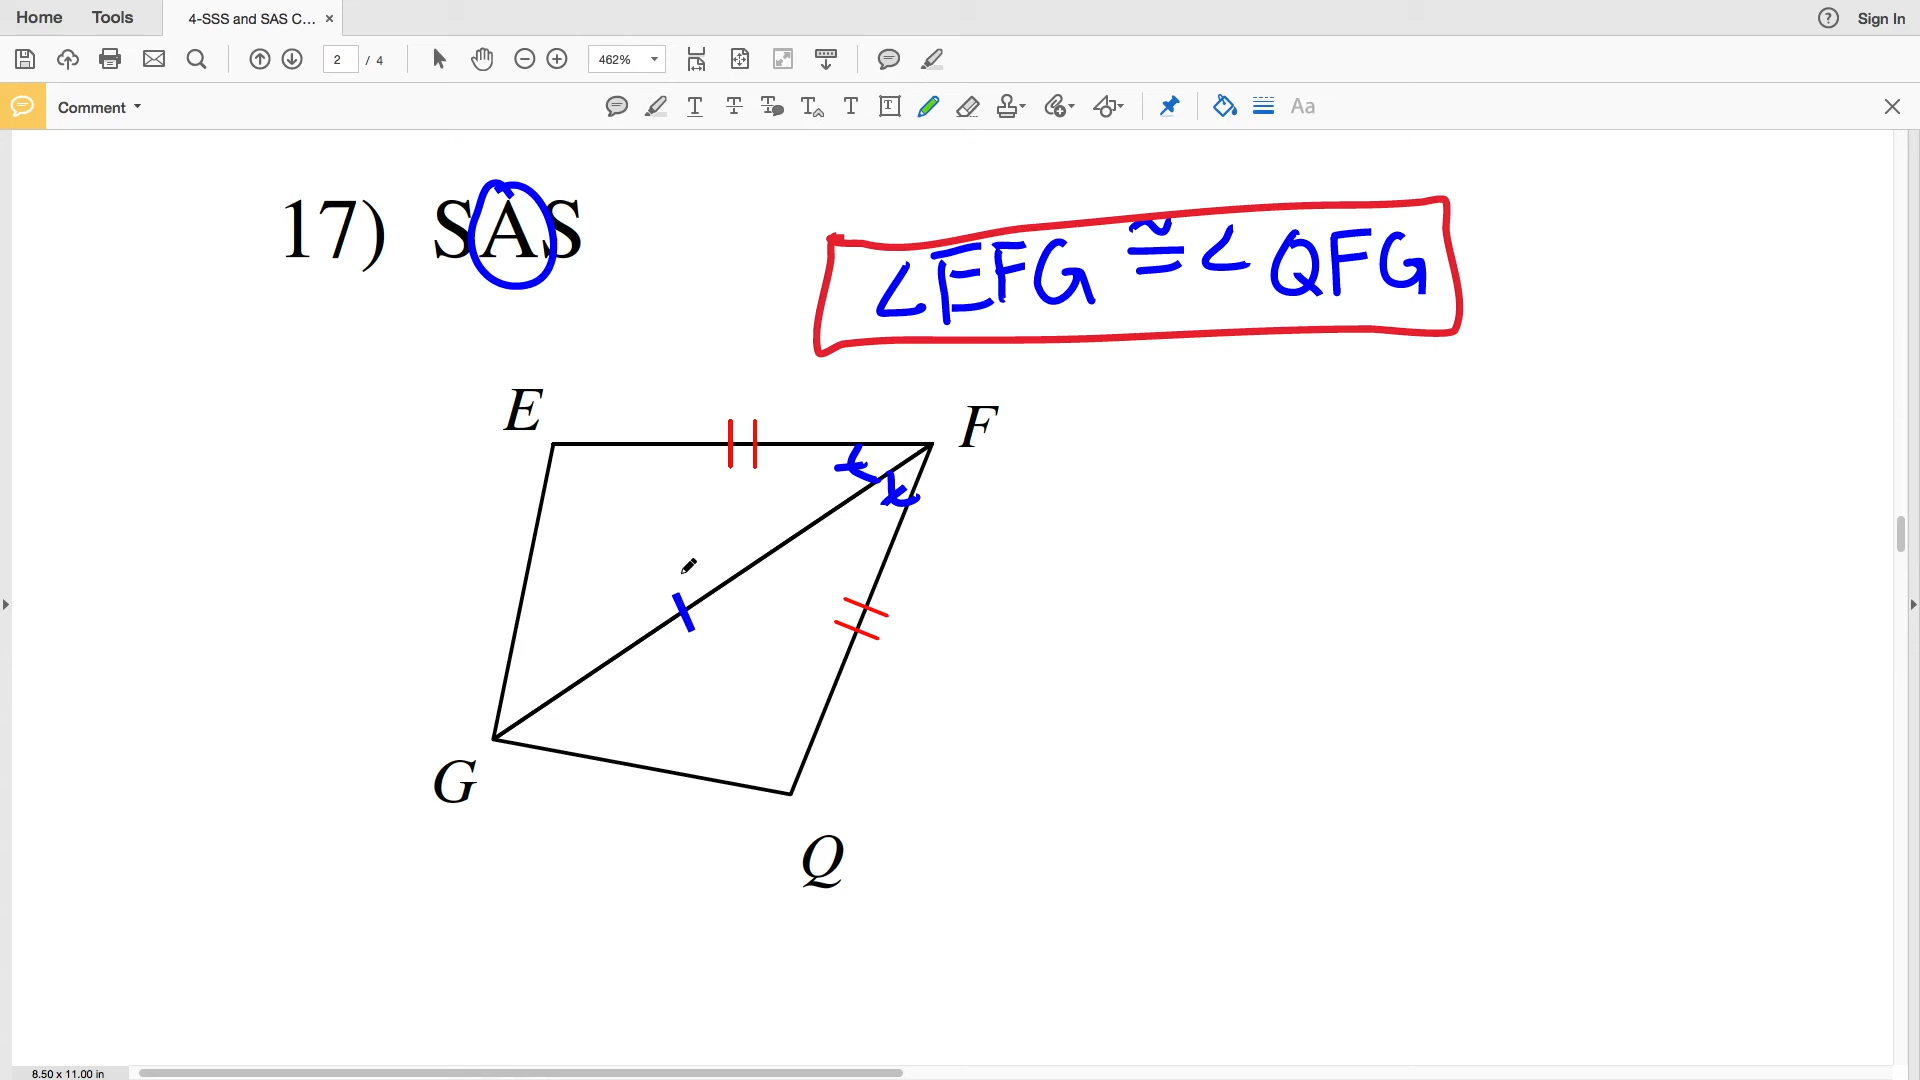 Home Tools 4-SSS and SAS C... × ? Sign In
2 / 4 462%
Comment T T T T T T Aa
17) SAS
∠EFG ≅ ∠QFG
E
F
G
Q
8.50 x 11.00 in